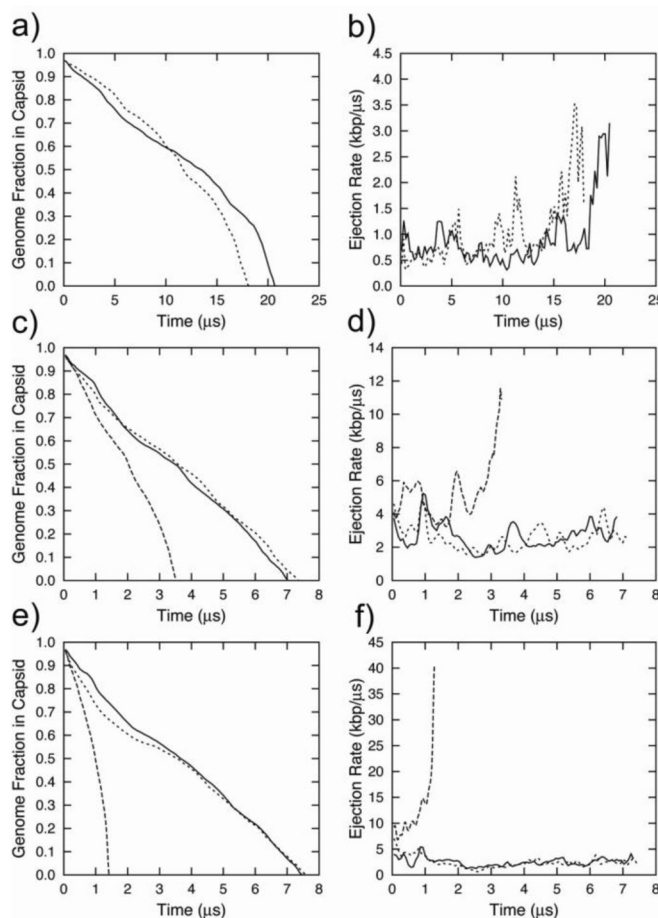 a)
Genome Fraction in Capsid
1.0
0.9
0.8
0.7
0.6
0.5
0.4
0.3
0.2
0.1
0.0
0 5 10 15 20 25
Time (µs)
b)
Ejection Rate (kbp/µs)
4.5
4.0
3.5
3.0
2.5
2.0
1.5
1.0
0.5
0.0
0 5 10 15 20 25
Time (µs)
c)
Genome Fraction in Capsid
1.0
0.9
0.8
0.7
0.6
0.5
0.4
0.3
0.2
0.1
0.0
0 1 2 3 4 5 6 7 8
Time (µs)
d)
Ejection Rate (kbp/µs)
14
12
10
8
6
4
2
0
0 1 2 3 4 5 6 7 8
Time (µs)
e)
Genome Fraction in Capsid
1.0
0.9
0.8
0.7
0.6
0.5
0.4
0.3
0.2
0.1
0.0
0 1 2 3 4 5 6 7 8
Time (µs)
f)
Ejection Rate (kbp/µs)
45
40
35
30
25
20
15
10
5
0
0 1 2 3 4 5 6 7 8
Time (µs)